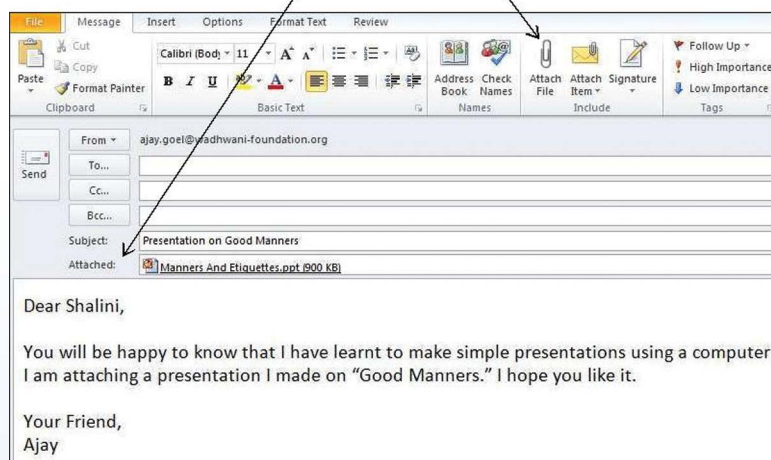 File Message Insert Options Format Text Review
Cut
Copy
Format Painter
Paste
Clipboard
Calibri (Body 11
B I U
Basic Text
Address Book
Check Names
Names
Attach File
Attach Item
Signature
Include
Follow Up
High Importance
Low Importance
Tags
Send
From ajay.goel@wadhwani-foundation.org
To...
Cc...
Bcc...
Subject: Presentation on Good Manners
Attached: Manners And Etiquettes.ppt (900 KB)
Dear Shalini,
You will be happy to know that I have learnt to make simple presentations using a computer
I am attaching a presentation I made on “Good Manners.” I hope you like it.
Your Friend,
Ajay